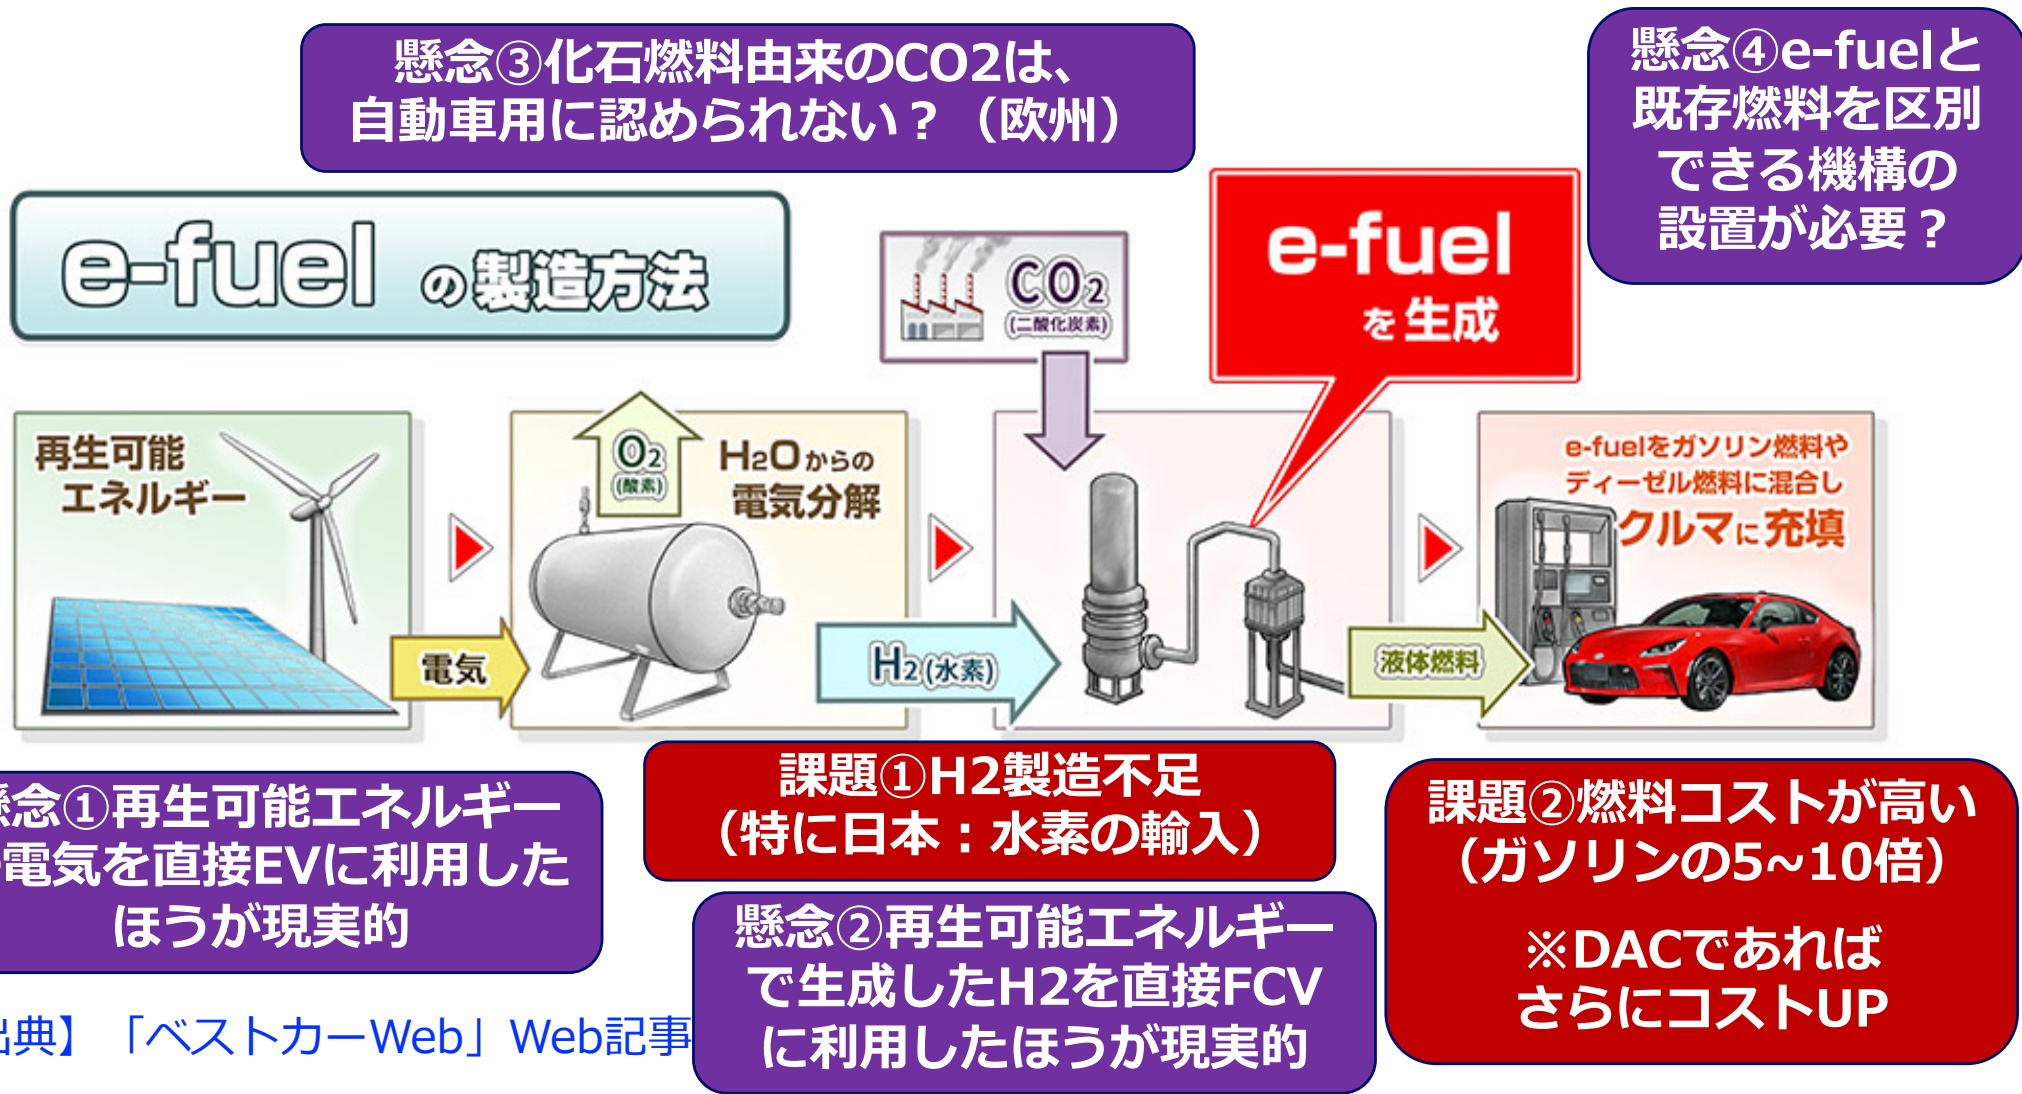 懸念③化石燃料由来のCO2は、
自動車用に認められない？（欧州）
懸念④e-fuelと
既存燃料を区別
できる機構の
設置が必要？
e-fuel の製造方法
CO2
(二酸化炭素)
e-fuel
を生成
再生可能
エネルギー
O2
(酸素)
H2Oからの
電気分解
e-fuelをガソリン燃料や
ディーゼル燃料に混合し
クルマに充填
電気
H2(水素)
液体燃料
懸念①再生可能エネルギー
電気を直接EVに利用した
ほうが現実的
課題①H2製造不足
（特に日本：水素の輸入）
懸念②再生可能エネルギー
で生成したH2を直接FCV
に利用したほうが現実的
課題②燃料コストが高い
（ガソリンの5~10倍）
※DACであれば
さらにコストUP
出典】「ベストカーWeb」Web記事